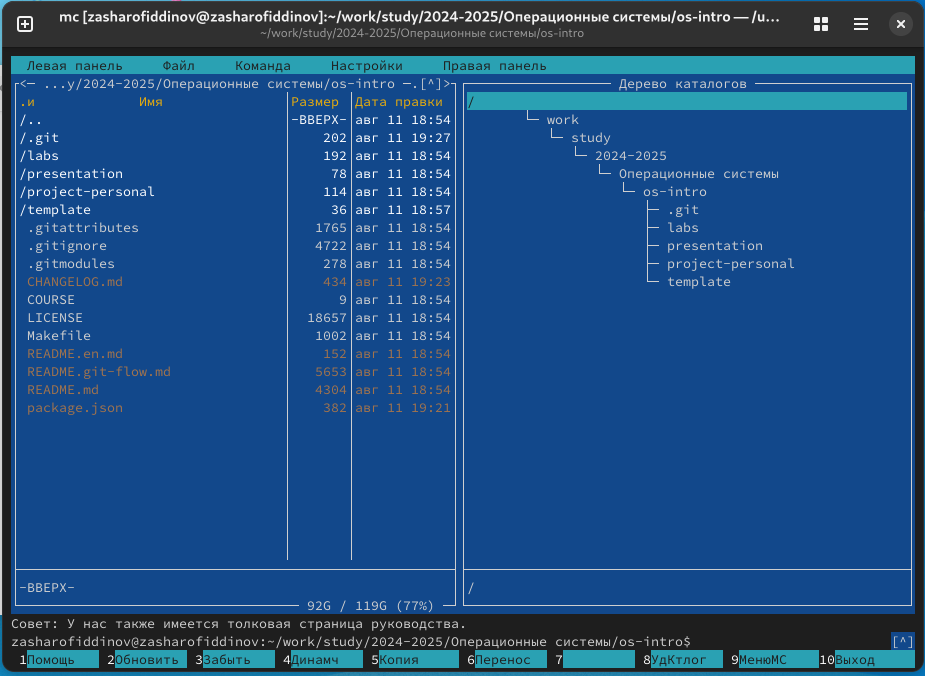 mc [zasharofiddinov@zasharofiddinov]:~/work/study/2024-2025/Операционные системы/os-intro — /u...
~/work/study/2024-2025/Операционные системы/os-intro
Левая панель Файл Команда Настройки Правая панель
<— ...y/2024-2025/Операционные системы/os-intro —.[^]>
.и Имя Размер Дата правки
/.. -ВВЕРХ- авг 11 18:54
/.git 202 авг 11 19:27
/labs 192 авг 11 18:54
/presentation 78 авг 11 18:54
/project-personal 114 авг 11 18:54
/template 36 авг 11 18:57
.gitattributes 1765 авг 11 18:54
.gitignore 4722 авг 11 18:54
.gitmodules 278 авг 11 18:54
CHANGELOG.md 434 авг 11 19:23
COURSE 9 авг 11 18:54
LICENSE 18657 авг 11 18:54
Makefile 1002 авг 11 18:54
README.en.md 152 авг 11 18:54
README.git-flow.md 5653 авг 11 18:54
README.md 4304 авг 11 18:54
package.json 382 авг 11 19:21
-ВВЕРХ-
92G / 119G (77%)
Дерево каталогов
/
work
study
2024-2025
Операционные системы
os-intro
.git
labs
presentation
project-personal
template
/
Совет: У нас также имеется толковая страница руководства.
zasharofiddinov@zasharofiddinov:~/work/study/2024-2025/Операционные системы/os-intro$ [^]
1Помощь 2Обновить 3Забыть 4Динамч 5Копия 6Перенос 7 8УдКтлог 9МенюМС 10Выход